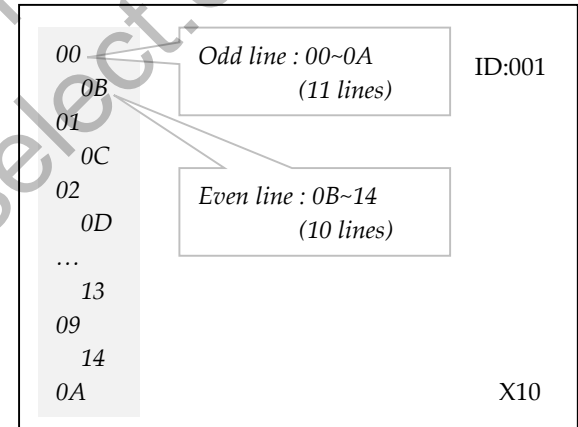 00
0B
01
0C
02
0D
…
13
09
14
0A
Odd line : 00~0A
(11 lines)
Even line : 0B~14
(10 lines)
ID:001
X10